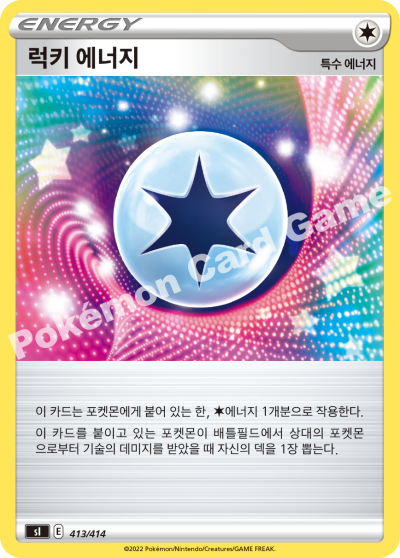 ENERGY
럭키 에너지
특수 에너지
Pokémon Card Game
이 카드는 포켓몬에게 붙어 있는 한, 에너지 1개분으로 작용한다.
이 카드를 붙이고 있는 포켓몬이 배틀필드에서 상대의 포켓몬
으로부터 기술의 데미지를 받았을 때 자신의 덱을 1장 뽑는다.
sI E 413/414
©2022 Pokémon/Nintendo/Creatures/GAME FREAK.